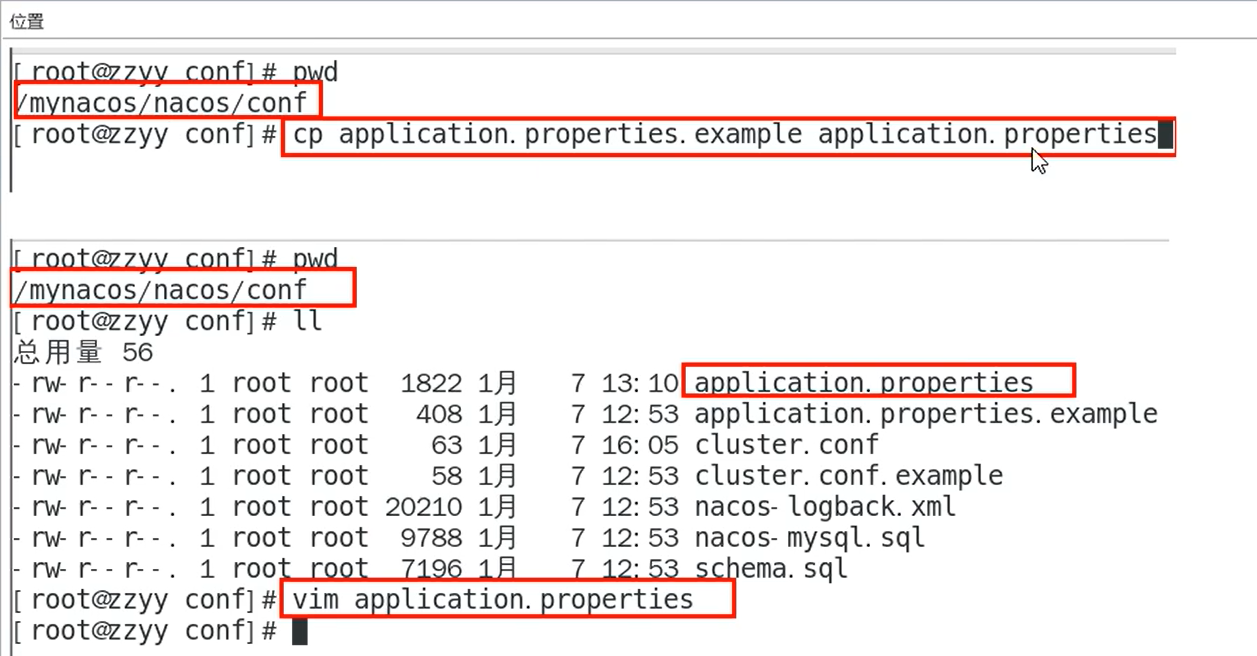 位置
[root@zzyy conf]# pwd
/mynacos/nacos/conf
[root@zzyy conf]# cp application.properties.example application.properties
[root@zzyy conf]# pwd
/mynacos/nacos/conf
[root@zzyy conf]# ll
总用量 56
-rw-r--r--. 1 root root 1822 1月 7 13:10 application.properties
-rw-r--r--. 1 root root 408 1月 7 12:53 application.properties.example
-rw-r--r--. 1 root root 63 1月 7 16:05 cluster.conf
-rw-r--r--. 1 root root 58 1月 7 12:53 cluster.conf.example
-rw-r--r--. 1 root root 20210 1月 7 12:53 nacos-logback.xml
-rw-r--r--. 1 root root 9788 1月 7 12:53 nacos-mysql.sql
-rw-r--r--. 1 root root 7196 1月 7 12:53 schema.sql
[root@zzyy conf]# vim application.properties
[root@zzyy conf]#